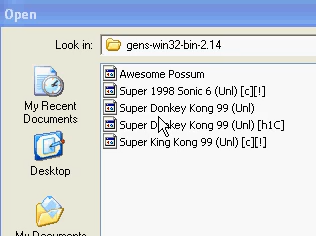 Open
Look in: gens-win32-bin-2.14
Awesome Possum
Super 1998 Sonic 6 (Unl) [c][!]
Super Donkey Kong 99 (Unl)
Super Donkey Kong 99 (Unl) [h1C]
Super King Kong 99 (Unl) [c][!]
My Recent
Documents
Desktop
My Documents